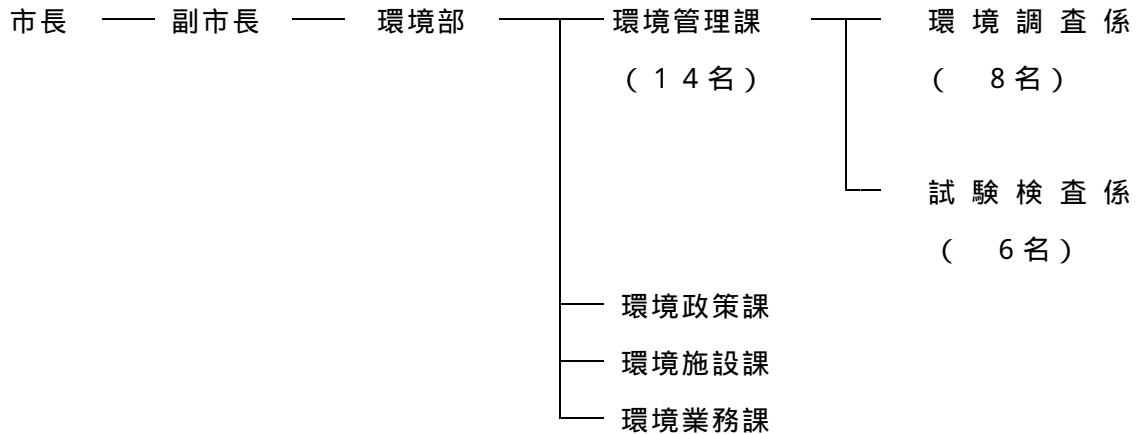 市長 副市長 環境部 環境管理課 環境調査係
（14名） （ 8名）
試験検査係
（ 6名）
環境政策課
環境施設課
環境業務課